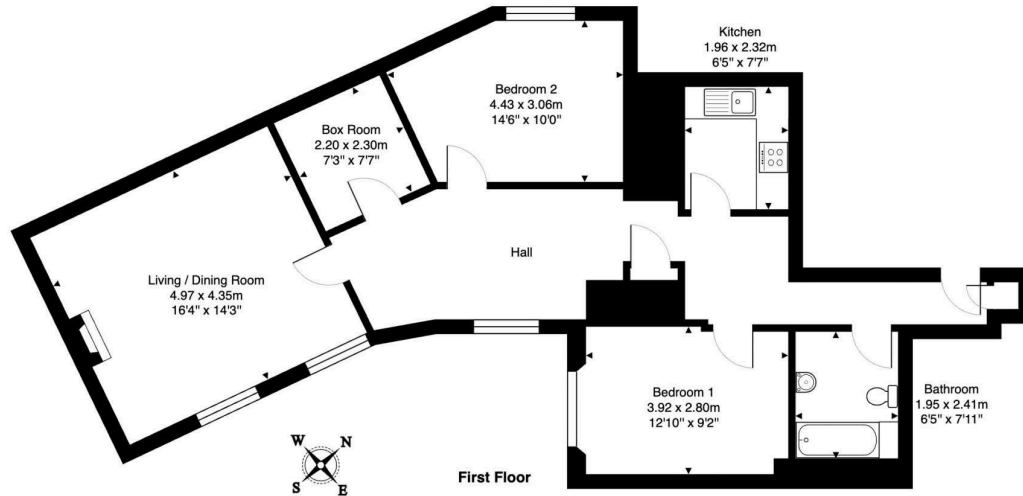 Kitchen
1.96 x 2.32m
6'5" x 7'7"
Bedroom 2
4.43 x 3.06m
14'6" x 10'0"
Box Room
2.20 x 2.30m
7'3" x 7'7"
Hall
Living / Dining Room
4.97 x 4.35m
16'4" x 14'3"
Bedroom 1
3.92 x 2.80m
12'10" x 9'2"
Bathroom
1.95 x 2.41m
6'5" x 7'11"
W N
S E
First Floor